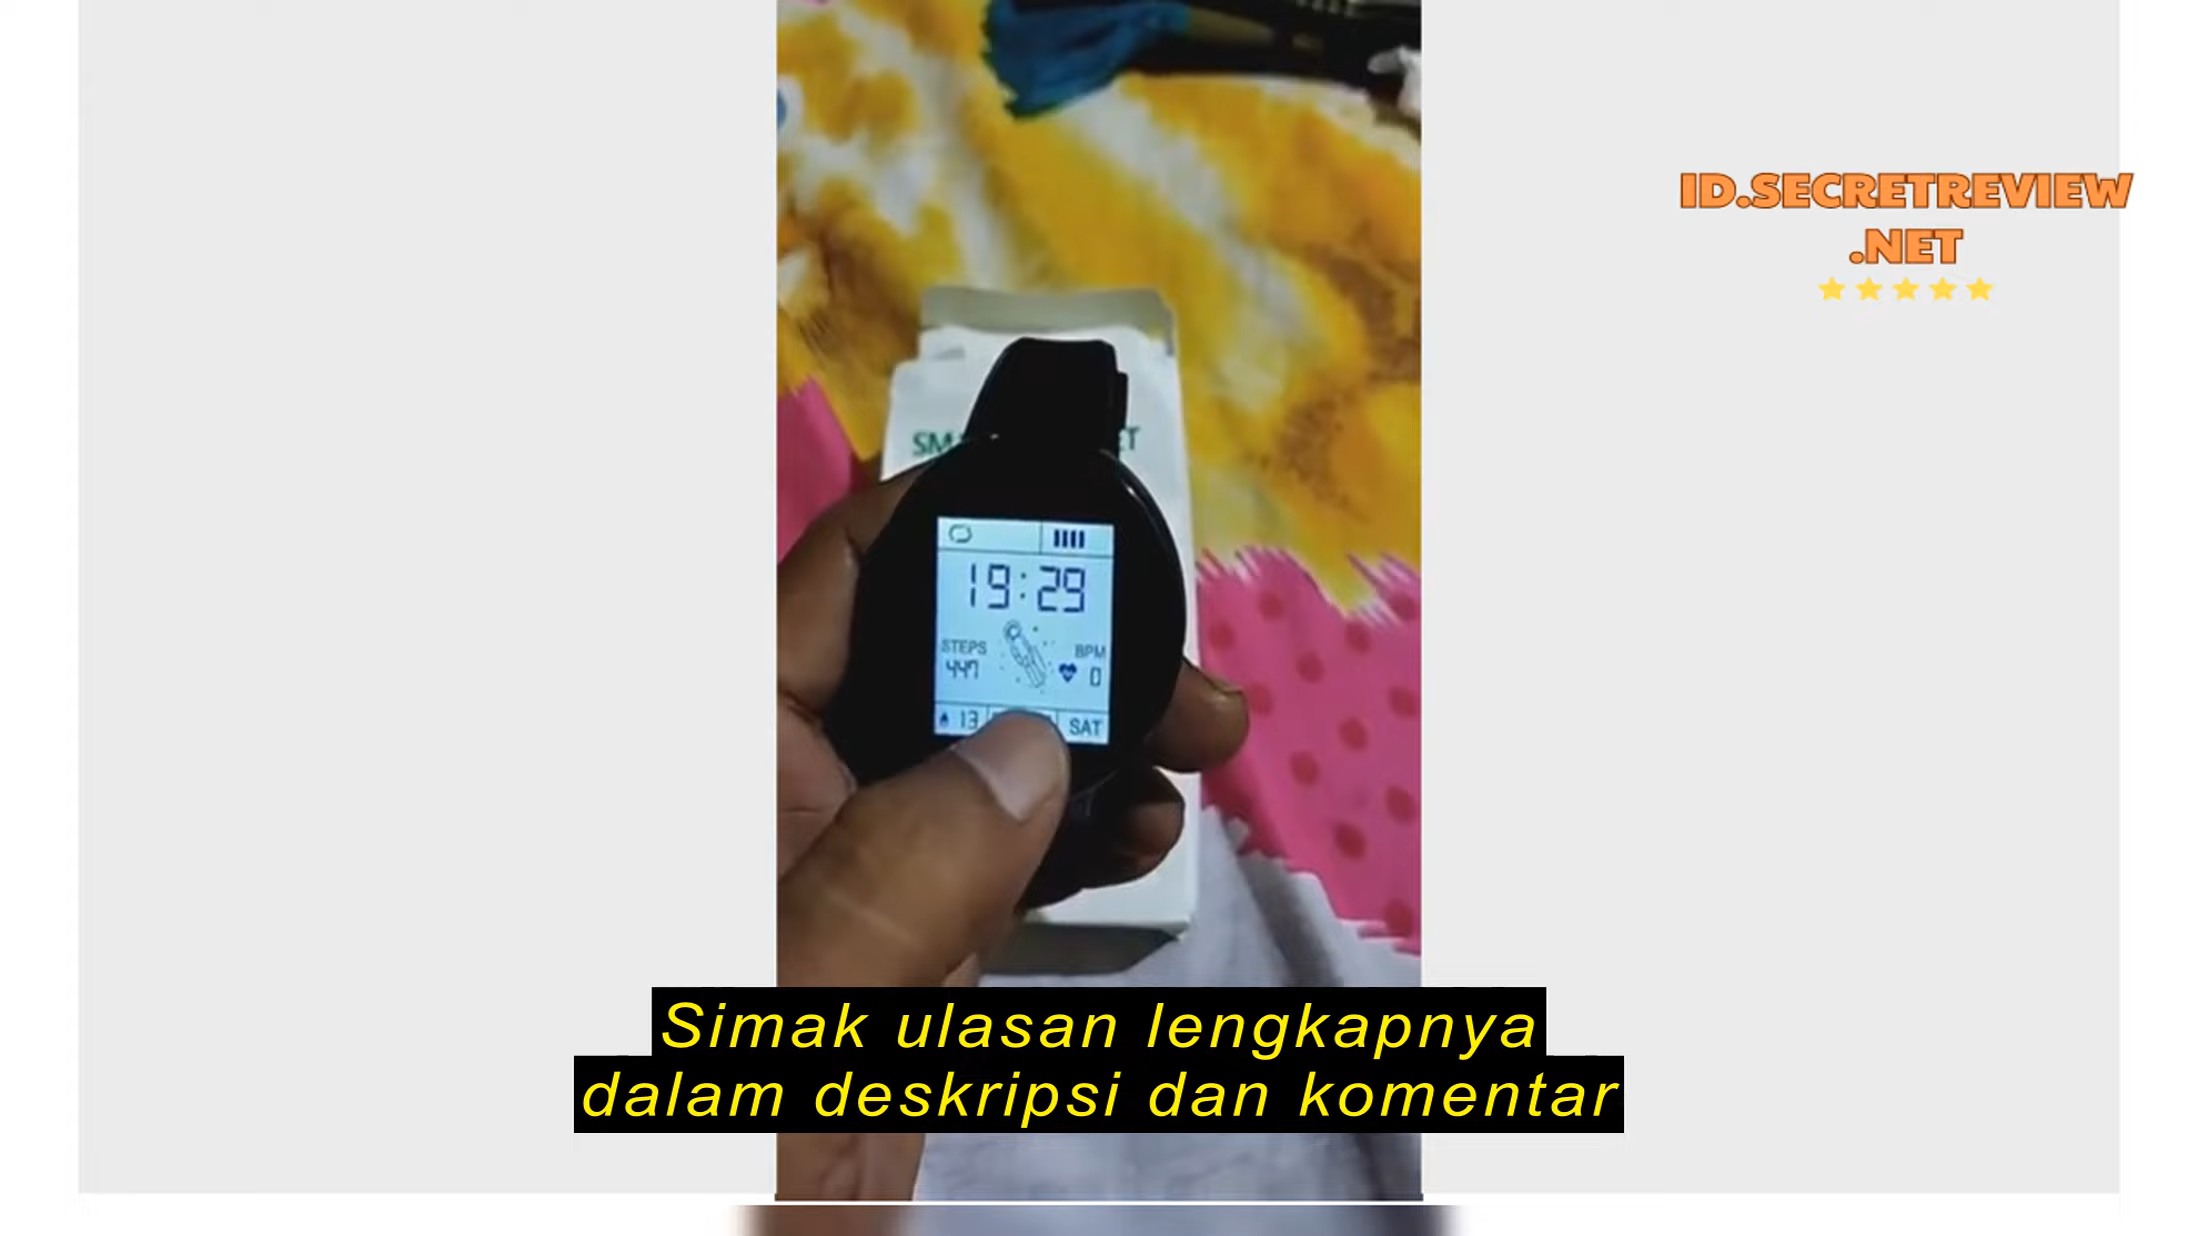 ID.SECRETREVIEW
.NET
19:29
STEPS
447
BPM
0
13
SAT
Simak ulasan lengkapnya
dalam deskripsi dan komentar